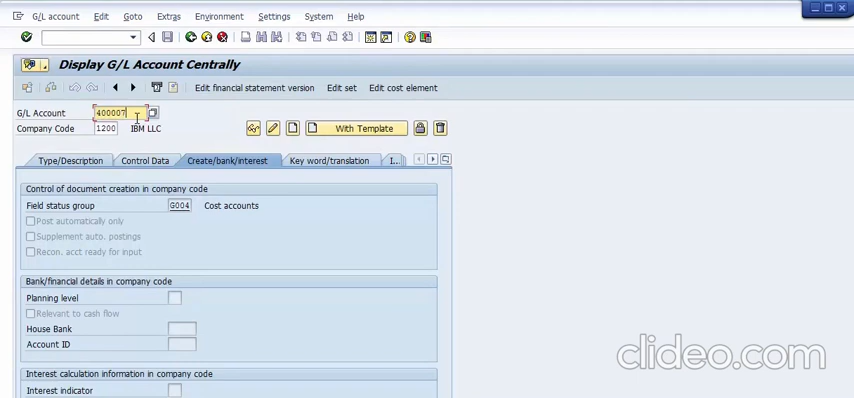 G/L account Edit Goto Extras Environment Settings System Help
Display G/L Account Centrally
Edit financial statement version Edit set Edit cost element
G/L Account 400007
Company Code 1200 IBM LLC With Template
Type/Description Control Data Create/bank/interest Key word/translation I...
Control of document creation in company code
Field status group G004 Cost accounts
Post automatically only
Supplement auto. postings
Recon. acct ready for input
Bank/financial details in company code
Planning level
Relevant to cash flow
House Bank
Account ID
clideo.com
Interest calculation information in company code
Interest indicator